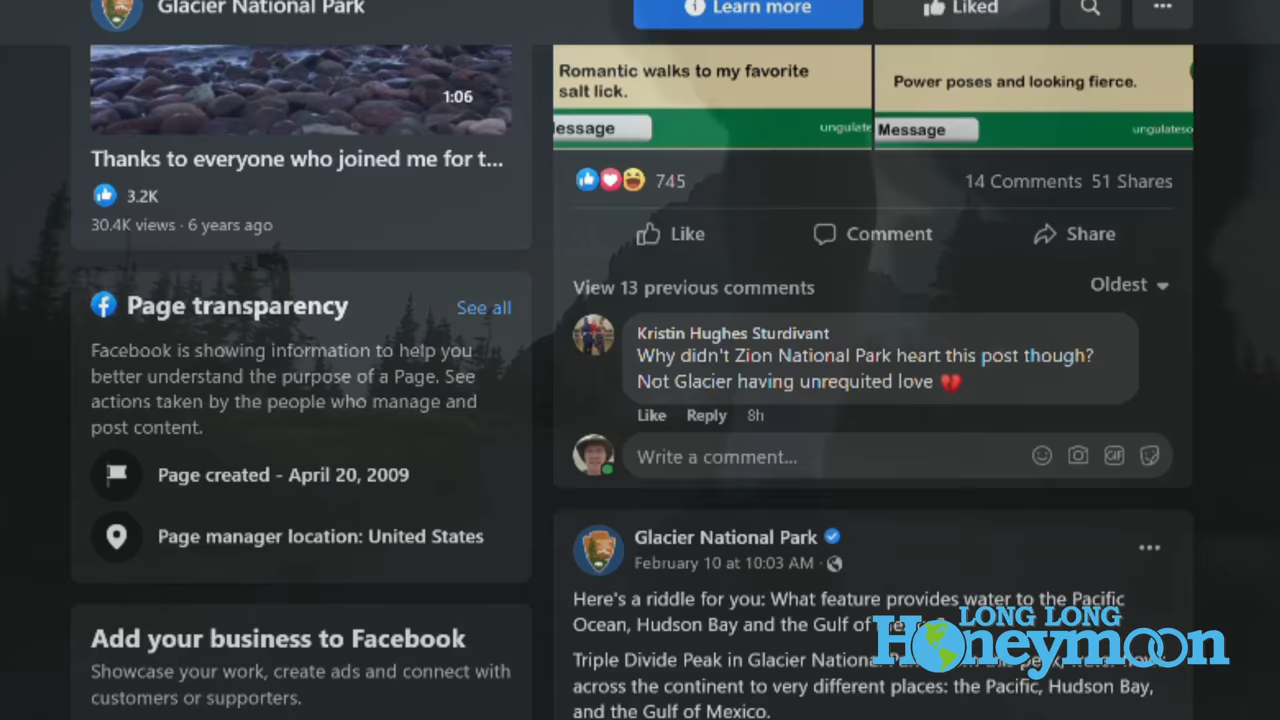 Glacier National Park
Learn more
Liked
1:06
Thanks to everyone who joined me for t...
3.2K
30.4K views · 6 years ago
Page transparency
See all
Facebook is showing information to help you
better understand the purpose of a Page. See
actions taken by the people who manage and
post content.
Page created - April 20, 2009
Page manager location: United States
Add your business to Facebook
Showcase your work, create ads and connect with
customers or supporters.
Romantic walks to my favorite
salt lick.
essage
ungulate
Power poses and looking fierce.
Message
ungulateso
745
14 Comments 51 Shares
Like
Comment
Share
View 13 previous comments
Oldest
Kristin Hughes Sturdivant
Why didn't Zion National Park heart this post though?
Not Glacier having unrequited love 💔
Like Reply 8h
Write a comment...
GIF
Glacier National Park
February 10 at 10:03 AM ·
Here's a riddle for you: What feature provides water to the Pacific
Ocean, Hudson Bay and the Gulf of
Triple Divide Peak in Glacier National
across the continent to very different places: the Pacific, Hudson Bay,
and the Gulf of Mexico.
LONG LONG
Honeymoon